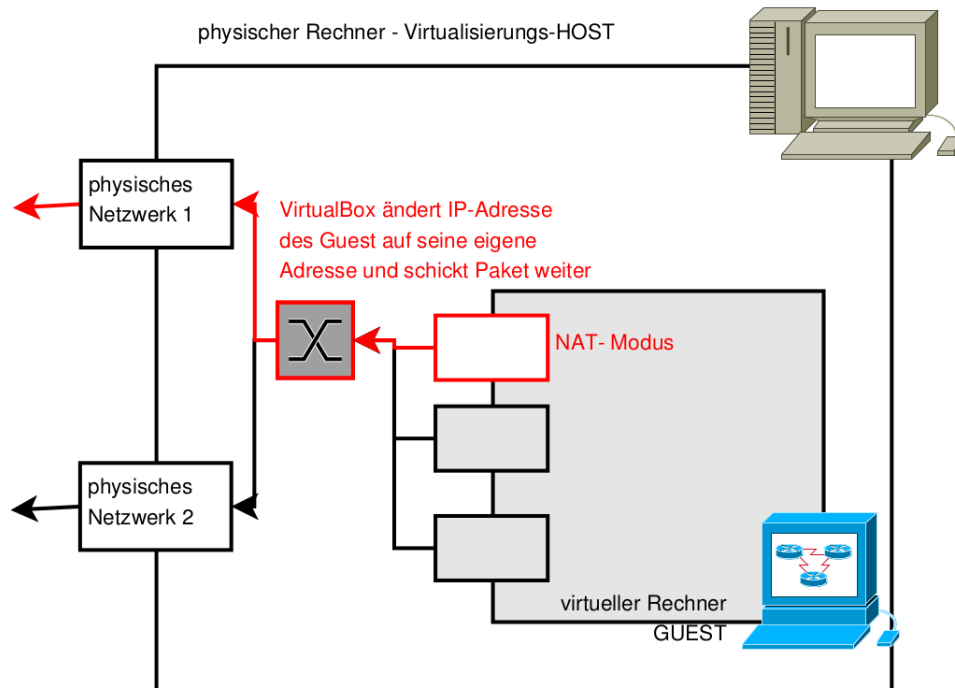 physischer Rechner - Virtualisierungs-HOST
physisches
Netzwerk 1
VirtualBox ändert IP-Adresse
des Guest auf seine eigene
Adresse und schickt Paket weiter
NAT- Modus
physisches
Netzwerk 2
virtueller Rechner
GUEST